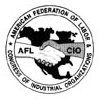 AMERICAN FEDERATION OF LABOR &
CONGRESS OF INDUSTRIAL ORGANIZATIONS
AFL CIO